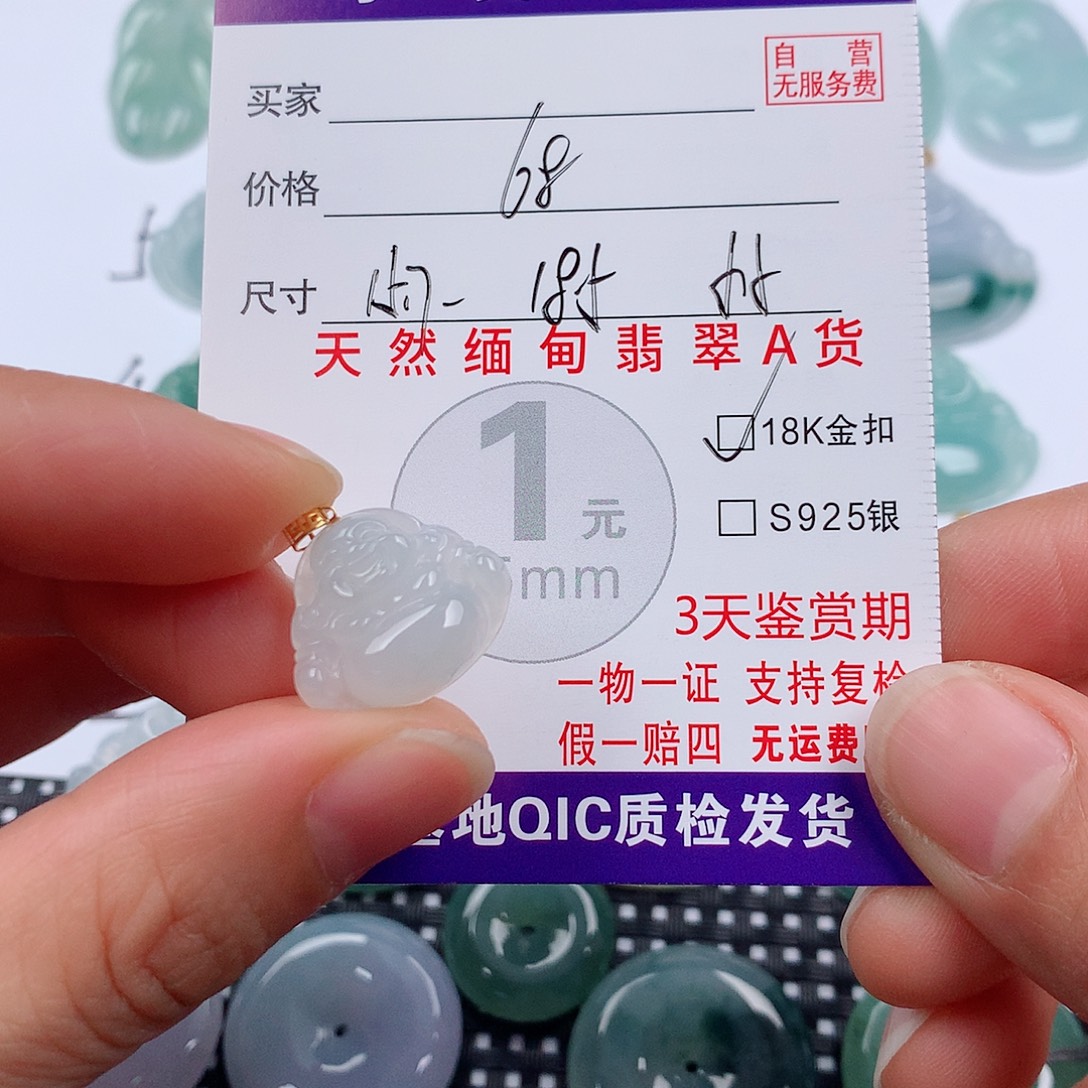 自营
无服务费
买家
价格 68
尺寸
天然缅甸翡翠A货
1元
mm
18K金扣
S925银
3天鉴赏期
一物一证 支持复检
假一赔四 无运费
基地QIC质检发货